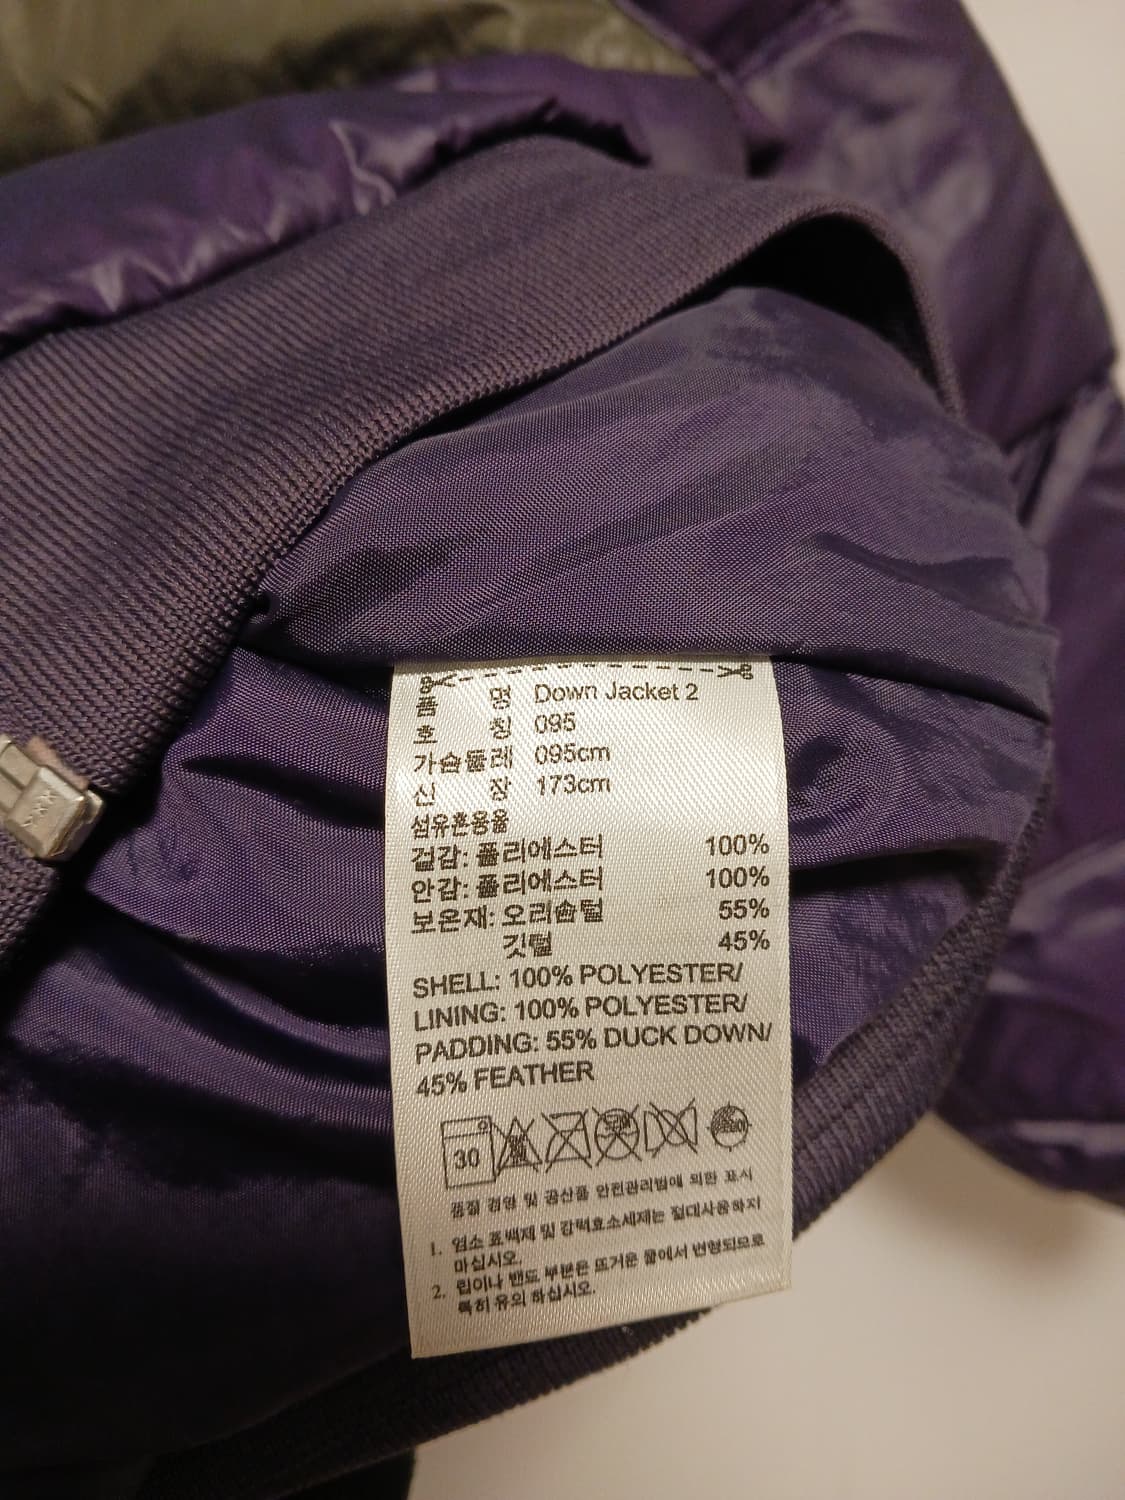 품 명 Down Jacket 2
호 칭 095
가슴둘레 095cm
신 장 173cm
섬유혼용율
겉감: 폴리에스터 100%
안감: 폴리에스터 100%
보온재: 오리솜털 55%
깃털 45%
SHELL: 100% POLYESTER/
LINING: 100% POLYESTER/
PADDING: 55% DUCK DOWN/
45% FEATHER
30
품질 경영 및 공산품 안전관리법에 의한 표시
1. 염소 표백제 및 강력효소세제는 절대사용하지
마십시오.
2. 립이나 밴드 부분은 뜨거운 물에서 변형되므로
특히 유의 하십시오.